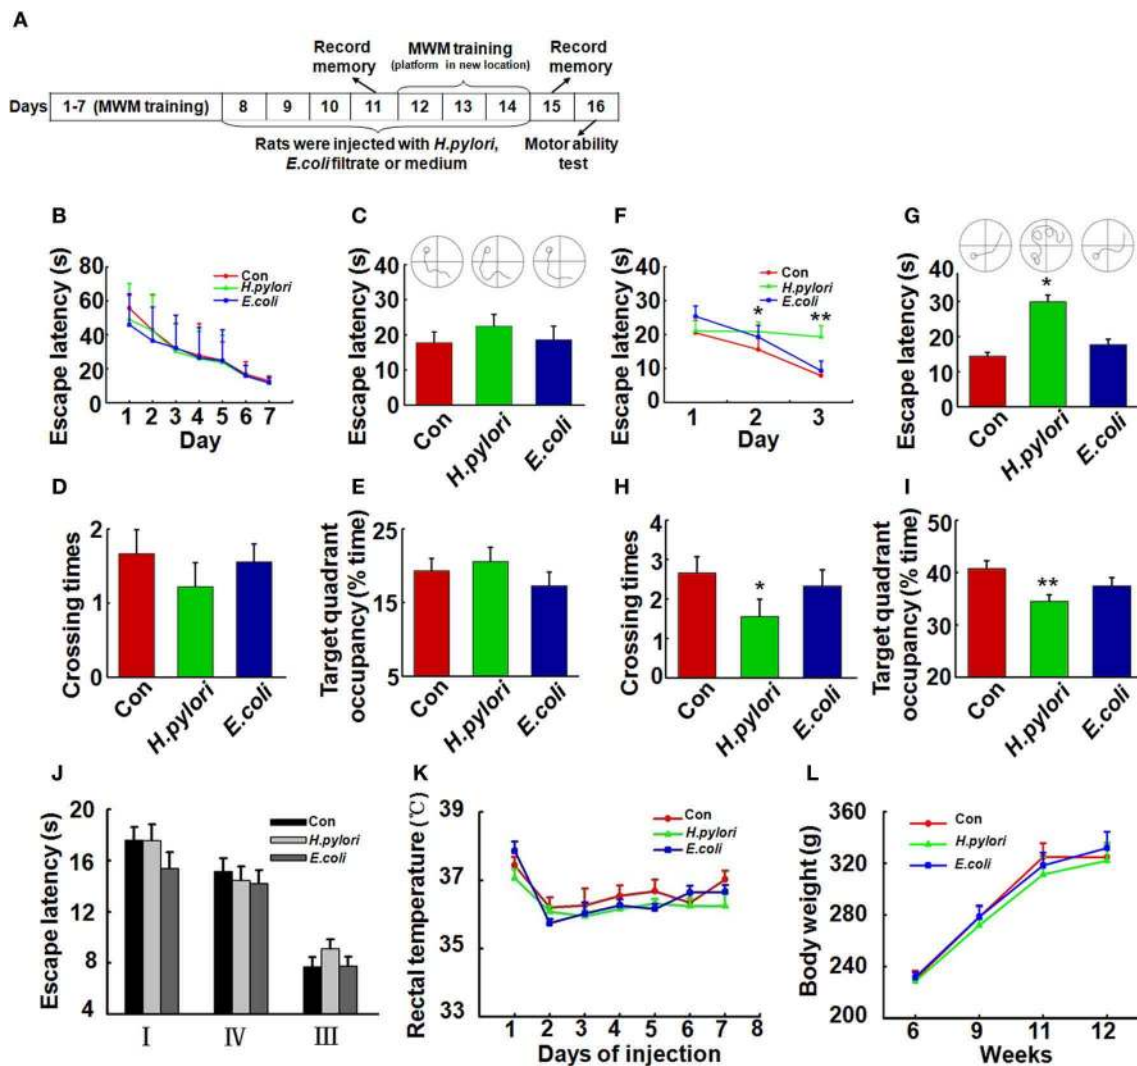 A
Record memory
MWM training
(platform in new location)
Record memory
Days 1-7 (MWM training) 8 9 10 11 12 13 14 15 16
Rats were injected with H.pylori,
E.coli filtrate or medium
Motor ability test
B
Escape latency (s)
80
60
40
20
0
Con
H.pylori
E.coli
1 2 3 4 5 6 7
Day
C
Escape latency (s)
40
30
20
10
0
Con
H.pylori
E.coli
F
Escape latency (s)
40
30
20
10
0
Con
H.pylori
E.coli
*
**
1 2 3
Day
G
Escape latency (s)
40
30
20
10
0
*
Con
H.pylori
E.coli
D
Crossing times
2
1
0
Con
H.pylori
E.coli
E
Target quadrant
occupancy (% time)
25
15
5
Con
H.pylori
E.coli
H
Crossing times
4
3
2
1
0
*
Con
H.pylori
E.coli
I
Target quadrant
occupancy (% time)
50
40
30
20
**
Con
H.pylori
E.coli
J
Escape latency (s)
20
16
12
8
4
Con
H.pylori
E.coli
I IV III
K
Rectal temperature (℃)
39
37
35
33
Con
H.pylori
E.coli
1 2 3 4 5 6 7 8
Days of injection
L
Body weight (g)
360
320
280
240
200
Con
H.pylori
E.coli
6 9 11 12
Weeks